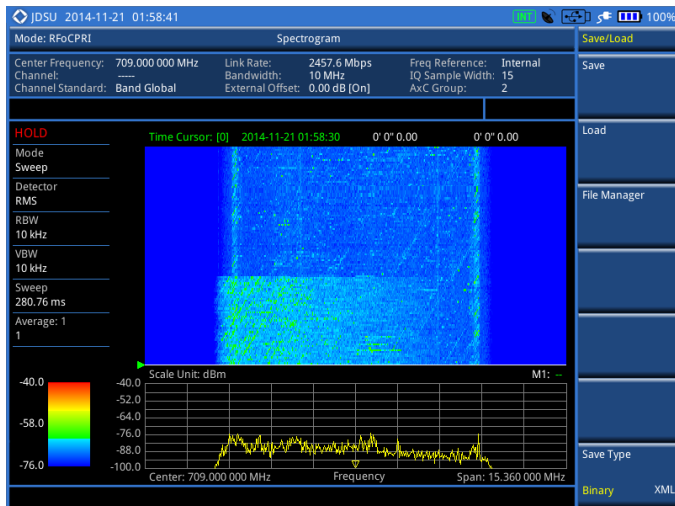 JDSU 2014-11-21 01:58:41
INT
100%
Mode: RFoCPRI
Spectrogram
Save/Load
Center Frequency: 709.000 000 MHz
Link Rate: 2457.6 Mbps
Freq Reference: Internal
Channel: -----
Bandwidth: 10 MHz
IQ Sample Width: 15
Channel Standard: Band Global
External Offset: 0.00 dB [On]
AxC Group: 2
Save
Load
File Manager
HOLD
Time Cursor: [0] 2014-11-21 01:58:30 0' 0" 0.00 0' 0" 0.00
Mode
Sweep
Detector
RMS
RBW
10 kHz
VBW
10 kHz
Sweep
280.76 ms
Average: 1
1
Scale Unit: dBm
M1: --
-40.0
-58.0
-76.0
-40.0
-52.0
-64.0
-76.0
-88.0
-100.0
Center: 709.000 000 MHz
Frequency
Span: 15.360 000 MHz
Save Type
Binary
XML